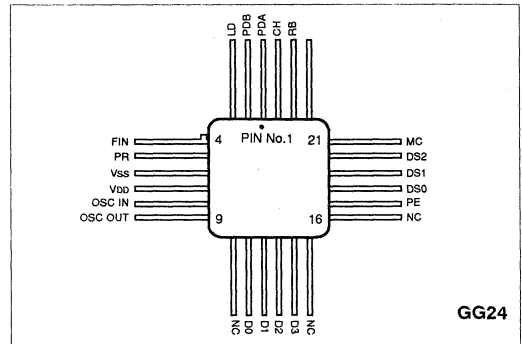 LD
PDB
PDA
CH
RB
PIN No.1
4
21
9
16
FIN
PR
VSS
VDD
OSC IN
OSC OUT
MC
DS2
DS1
DS0
PE
NC
NC
D0
D1
D2
D3
NC
GG24